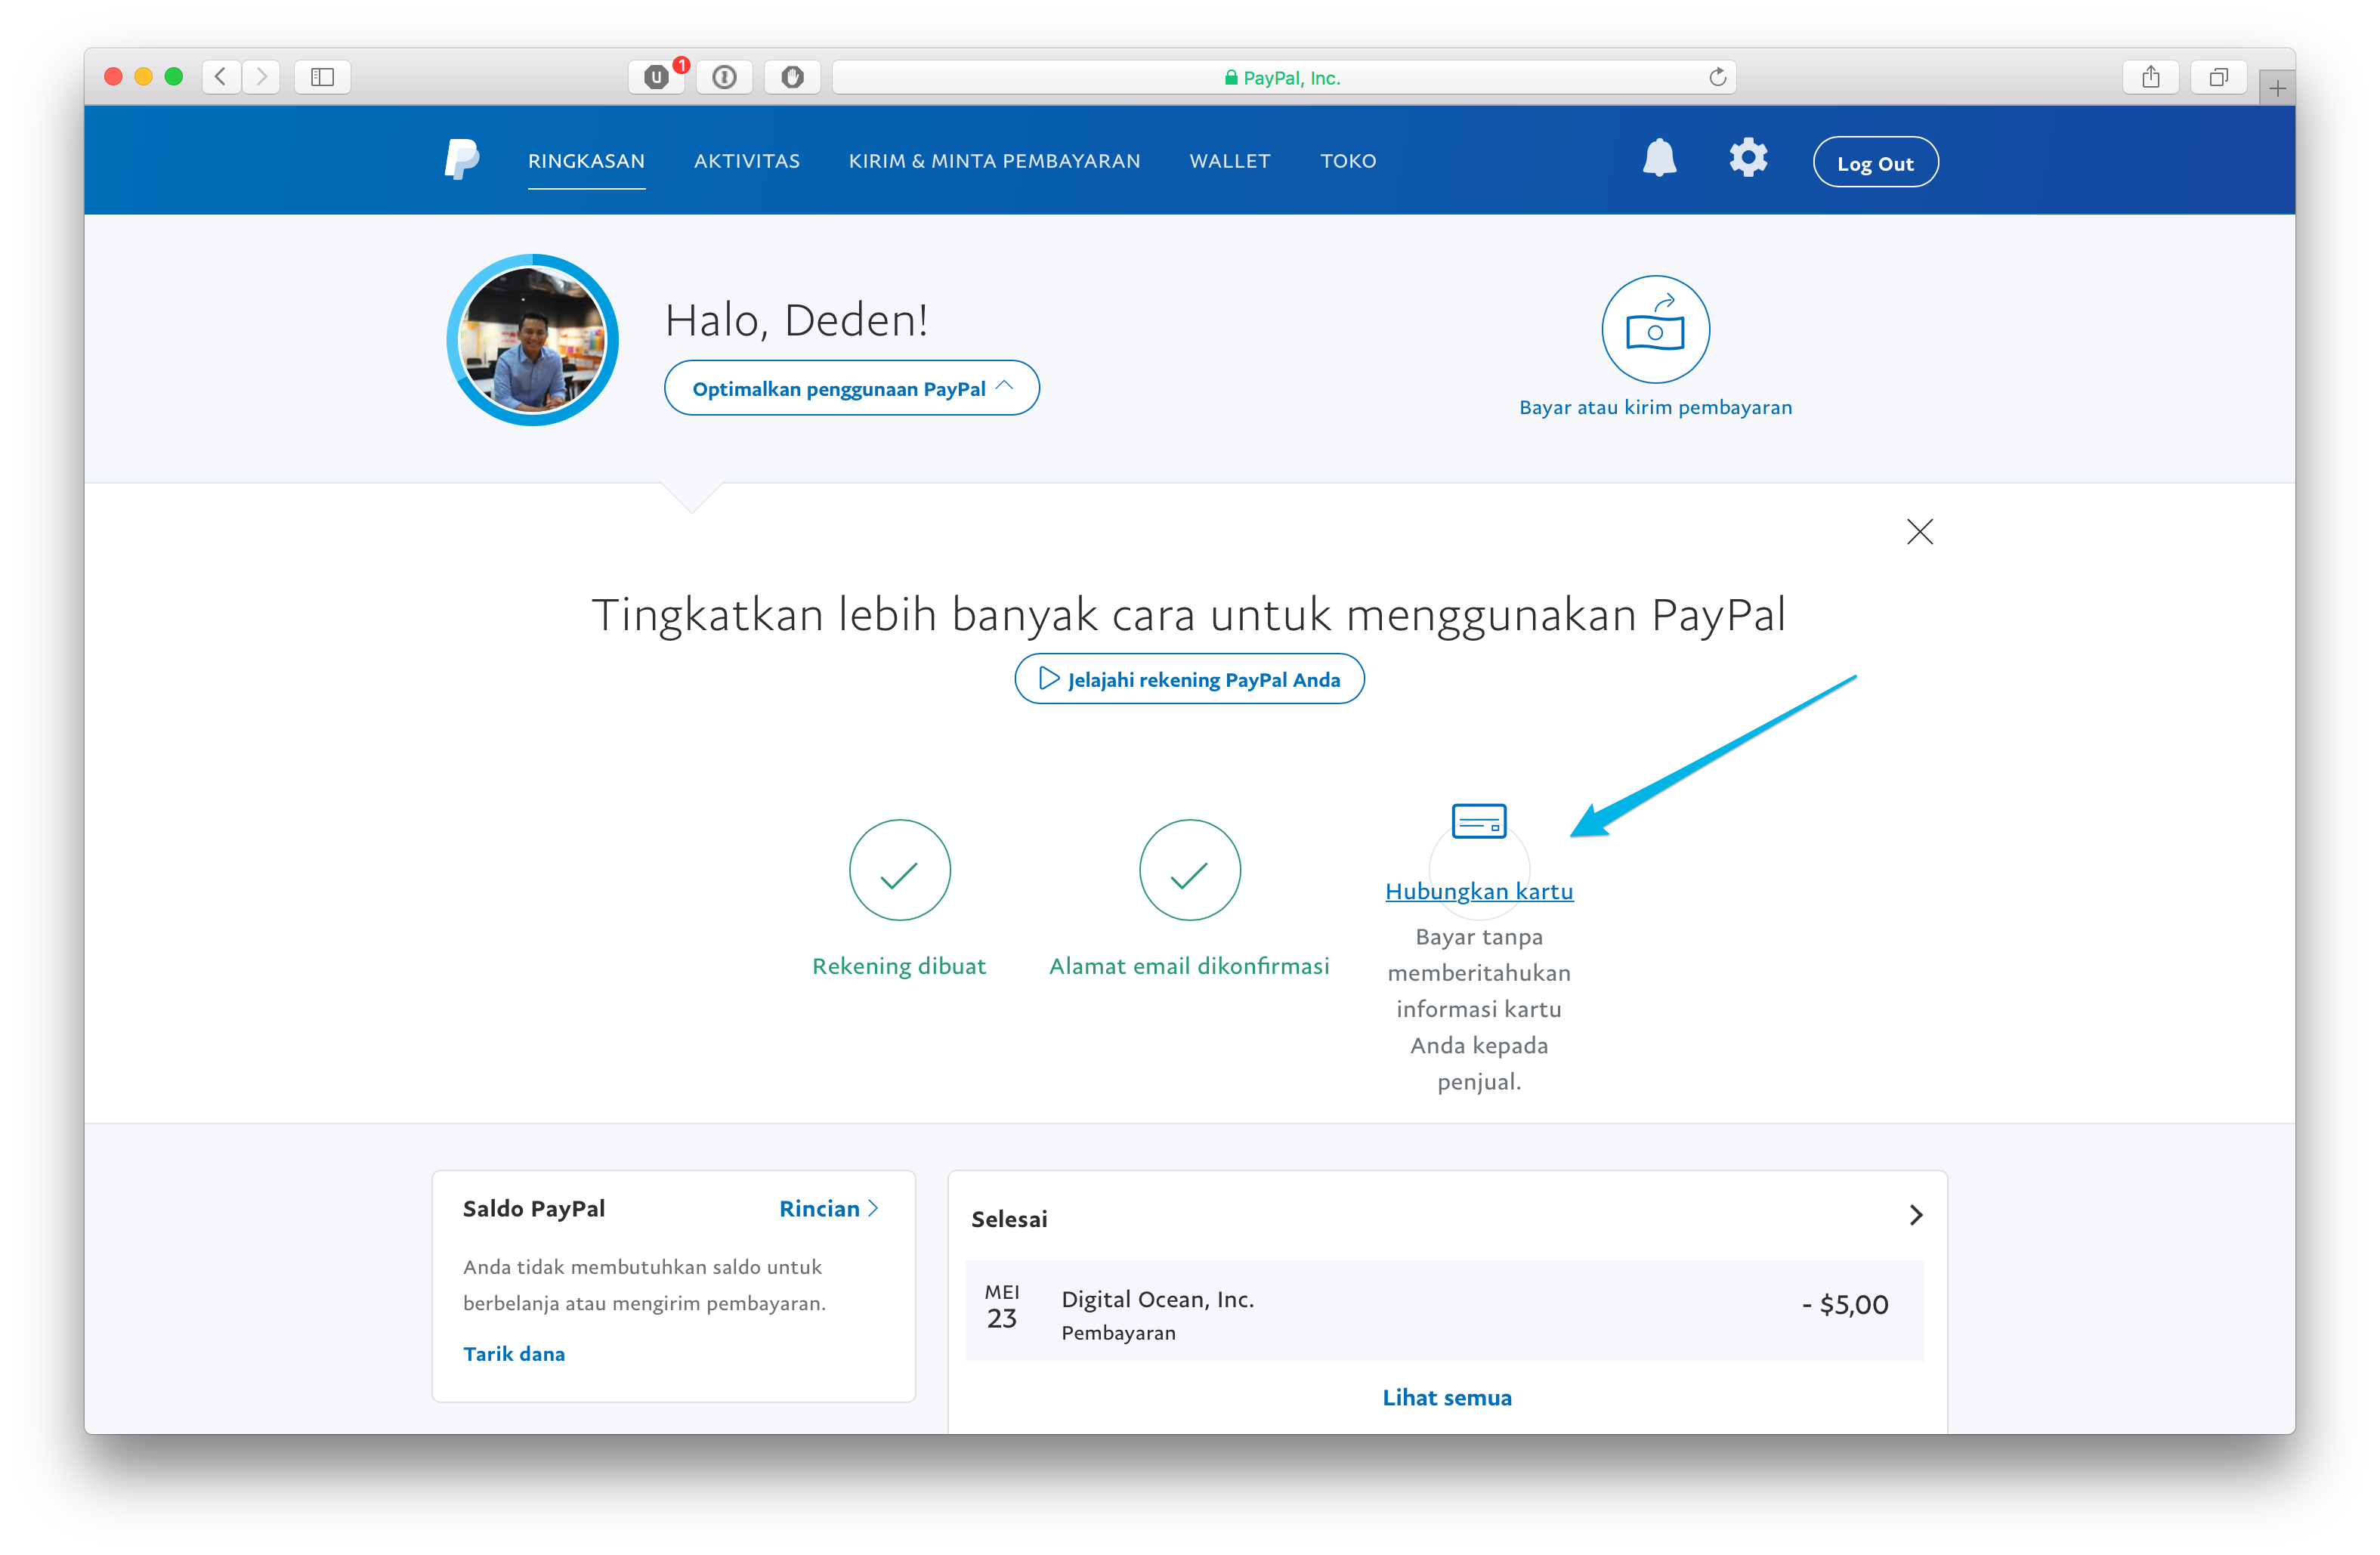 U 1
PayPal, Inc.
RINGKASAN AKTIVITAS KIRIM & MINTA PEMBAYARAN WALLET TOKO Log Out
Halo, Deden!
Optimalkan penggunaan PayPal
Bayar atau kirim pembayaran
Tingkatkan lebih banyak cara untuk menggunakan PayPal
Jelajahi rekening PayPal Anda
Rekening dibuat
Alamat email dikonfirmasi
Hubungkan kartu
Bayar tanpa
memberitahukan
informasi kartu
Anda kepada
penjual.
Saldo PayPal Rincian
Anda tidak membutuhkan saldo untuk
berbelanja atau mengirim pembayaran.
Tarik dana
Selesai
MEI
23
Digital Ocean, Inc.
Pembayaran
- $5,00
Lihat semua